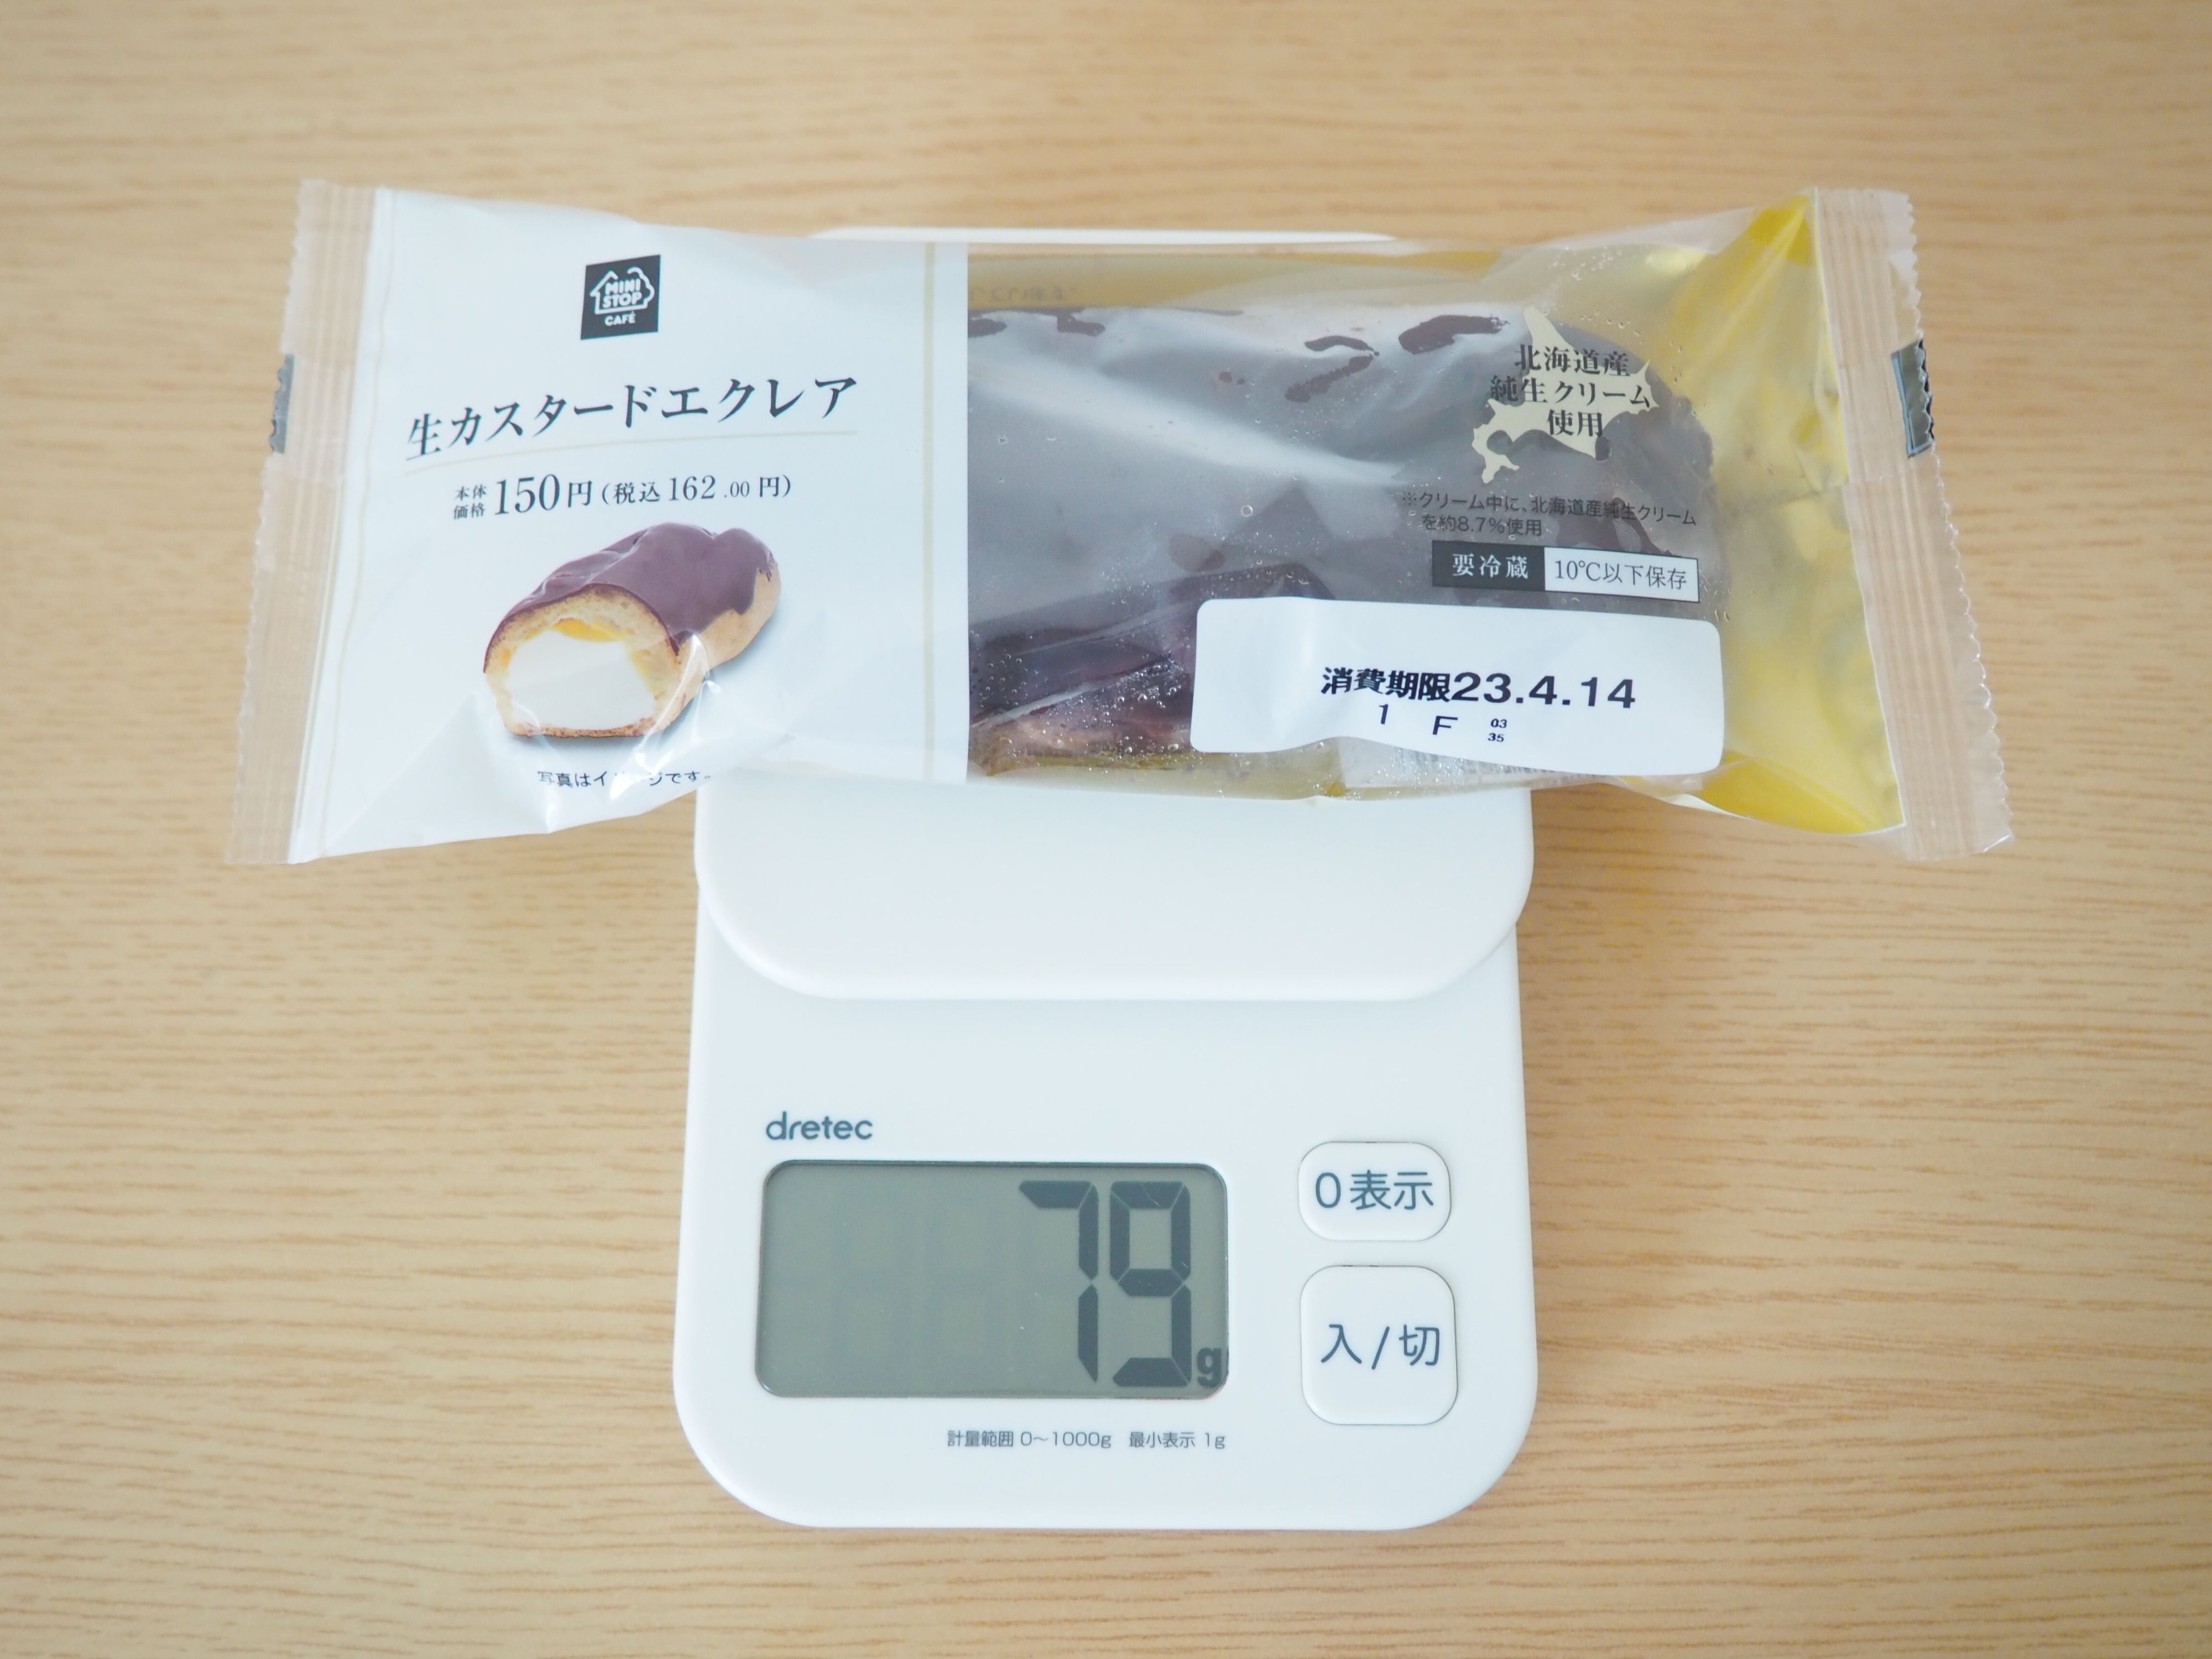 MINI
STOP
CAFÉ
生カスタードエクレア
本体価格 150円(税込162.00円)
写真はイメージです。
北海道産
純生クリーム
使用
※クリーム中に、北海道産純生クリーム
を約8.7%使用
要冷蔵 10℃以下保存
消費期限23.4.14
1 F 03
35
dretec
79g
0表示
入/切
計量範囲 0～1000g 最小表示 1g